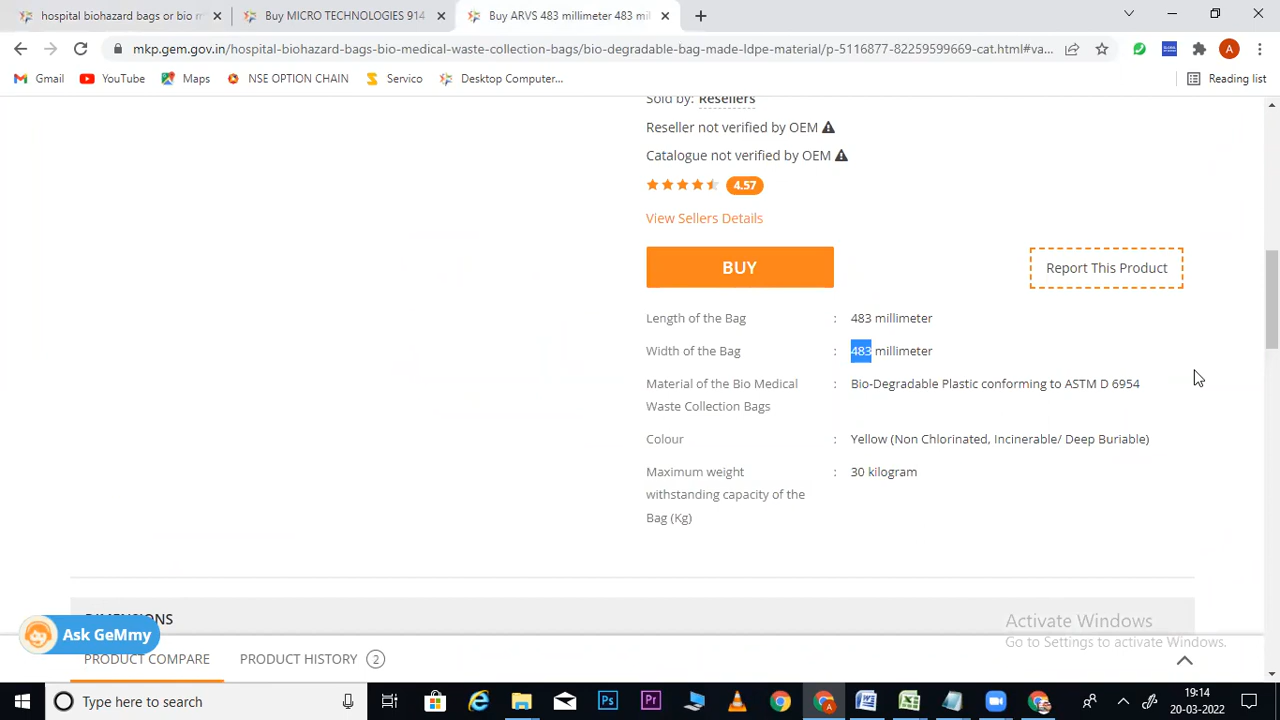 hospital biohazard bags or bio m
Buy MICRO TECHNOLOGIES 914
Buy ARVS 483 millimeter 483 mil
mkp.gem.gov.in/hospital-biohazard-bags-bio-medical-waste-collection-bags/bio-degradable-bag-made-ldpe-material/p-5116877-82259599669-cat.html#va...
A
Gmail
YouTube
Maps
NSE OPTION CHAIN
Servico
Desktop Computer...
Reading list
Sold by: Resellers
Reseller not verified by OEM
Catalogue not verified by OEM
4.57
View Sellers Details
BUY
Report This Product
Length of the Bag : 483 millimeter
Width of the Bag : 483 millimeter
Material of the Bio Medical : Bio-Degradable Plastic conforming to ASTM D 6954
Waste Collection Bags
Colour : Yellow (Non Chlorinated, Incinerable/ Deep Buriable)
Maximum weight : 30 kilogram
withstanding capacity of the
Bag (Kg)
DIMENSIONS
Ask GeMmy
Activate Windows
Go to Settings to activate Windows.
PRODUCT COMPARE
PRODUCT HISTORY 2
Type here to search
Ps
Pr
A
19:14
20-03-2022